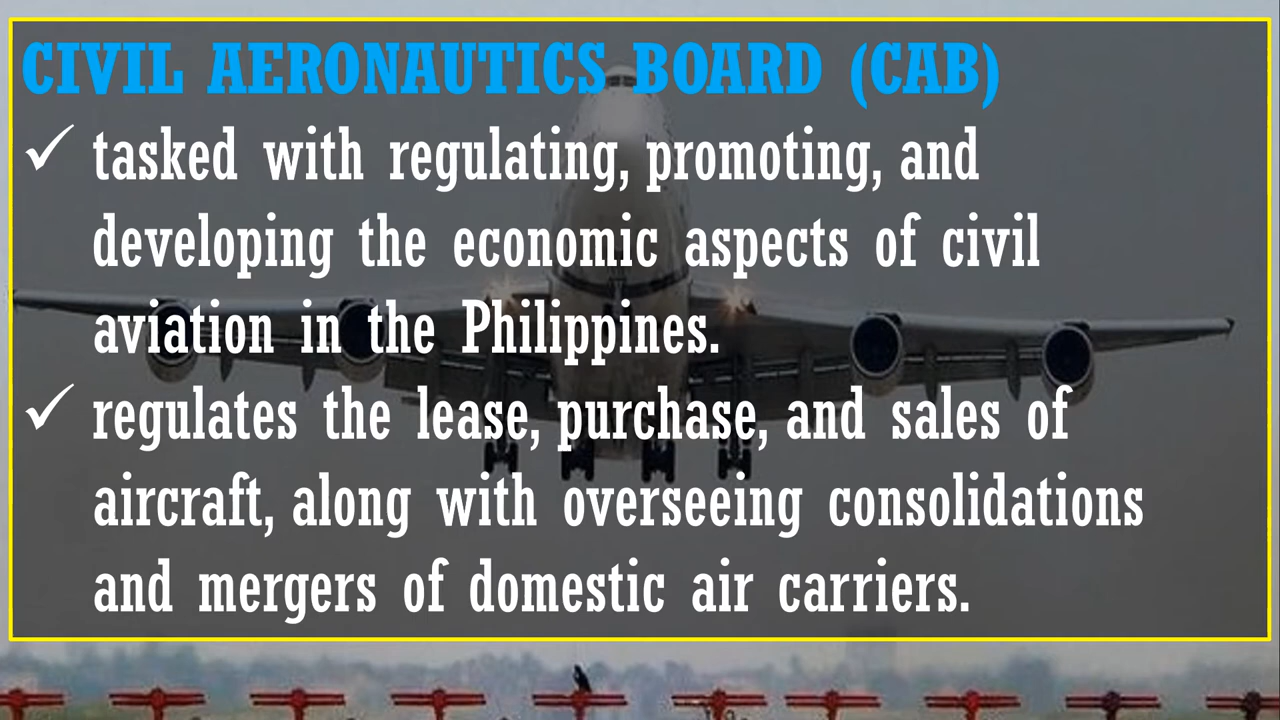 CIVIL AERONAUTICS BOARD (CAB)
✓ tasked with regulating, promoting, and
developing the economic aspects of civil
aviation in the Philippines.
✓ regulates the lease, purchase, and sales of
aircraft, along with overseeing consolidations
and mergers of domestic air carriers.